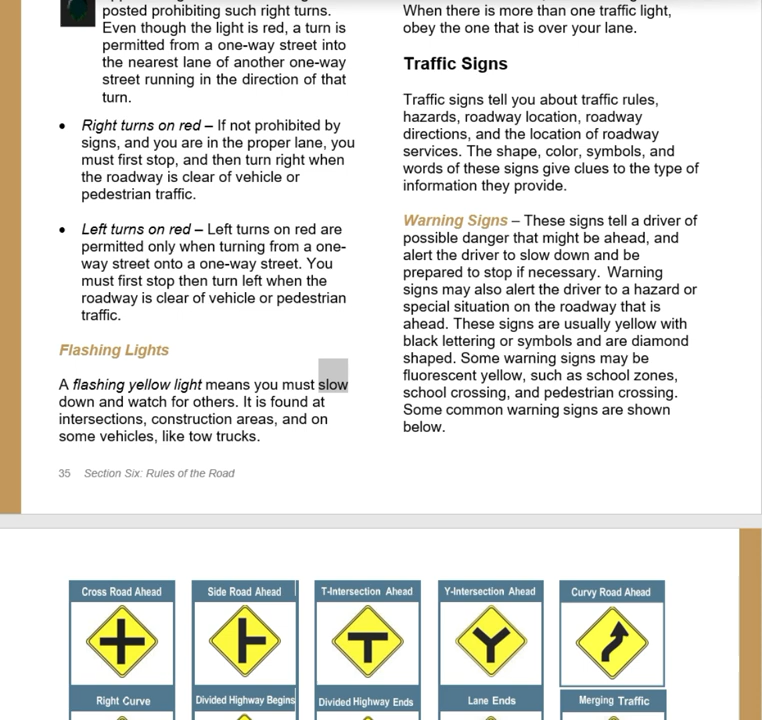 posted prohibiting such right turns.
Even though the light is red, a turn is
permitted from a one-way street into
the nearest lane of another one-way
street running in the direction of that
turn.
• Right turns on red – If not prohibited by
signs, and you are in the proper lane, you
must first stop, and then turn right when
the roadway is clear of vehicle or
pedestrian traffic.
• Left turns on red – Left turns on red are
permitted only when turning from a one-
way street onto a one-way street. You
must first stop then turn left when the
roadway is clear of vehicle or pedestrian
traffic.
Flashing Lights
A flashing yellow light means you must slow
down and watch for others. It is found at
intersections, construction areas, and on
some vehicles, like tow trucks.
35 Section Six: Rules of the Road
When there is more than one traffic light,
obey the one that is over your lane.
Traffic Signs
Traffic signs tell you about traffic rules,
hazards, roadway location, roadway
directions, and the location of roadway
services. The shape, color, symbols, and
words of these signs give clues to the type of
information they provide.
Warning Signs – These signs tell a driver of
possible danger that might be ahead, and
alert the driver to slow down and be
prepared to stop if necessary. Warning
signs may also alert the driver to a hazard or
special situation on the roadway that is
ahead. These signs are usually yellow with
black lettering or symbols and are diamond
shaped. Some warning signs may be
fluorescent yellow, such as school zones,
school crossing, and pedestrian crossing.
Some common warning signs are shown
below.
Cross Road Ahead
Side Road Ahead
T-Intersection Ahead
Y-Intersection Ahead
Curvy Road Ahead
Right Curve
Divided Highway Begins
Divided Highway Ends
Lane Ends
Merging Traffic